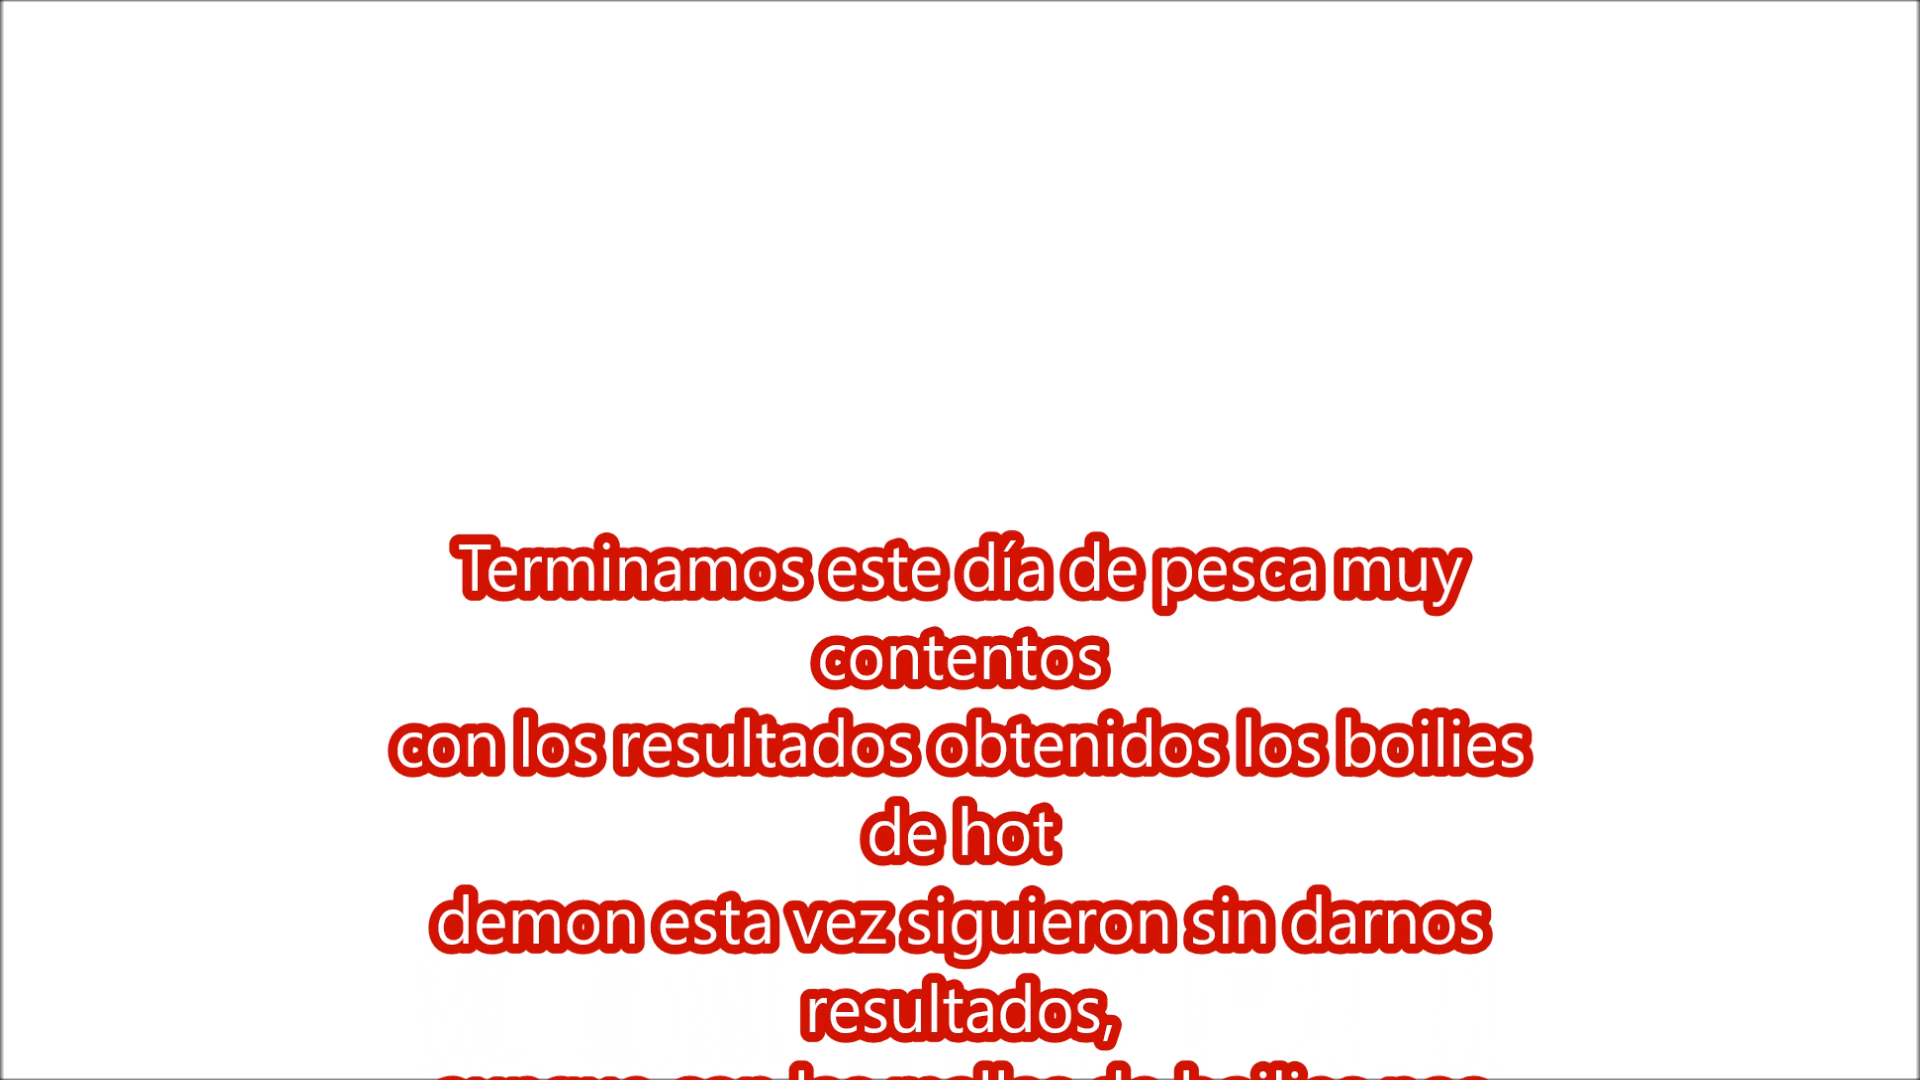 Terminamos este día de pesca muy
contentos
con los resultados obtenidos los boilies
de hot
demon esta vez siguieron sin darnos
resultados,